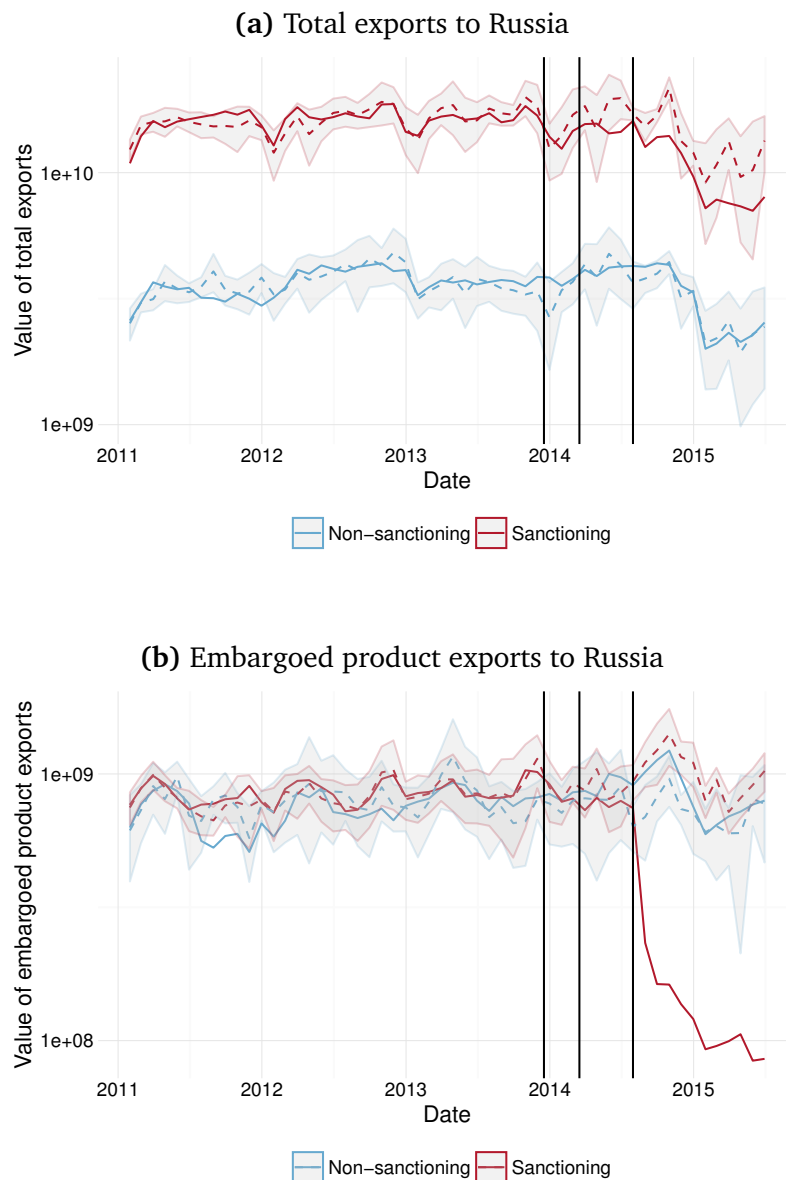 (a) Total exports to Russia
Value of total exports
1e+10
1e+09
2011 2012 2013 2014 2015
Date
Non−sanctioning Sanctioning
(b) Embargoed product exports to Russia
Value of embargoed product exports
1e+09
1e+08
2011 2012 2013 2014 2015
Date
Non−sanctioning Sanctioning